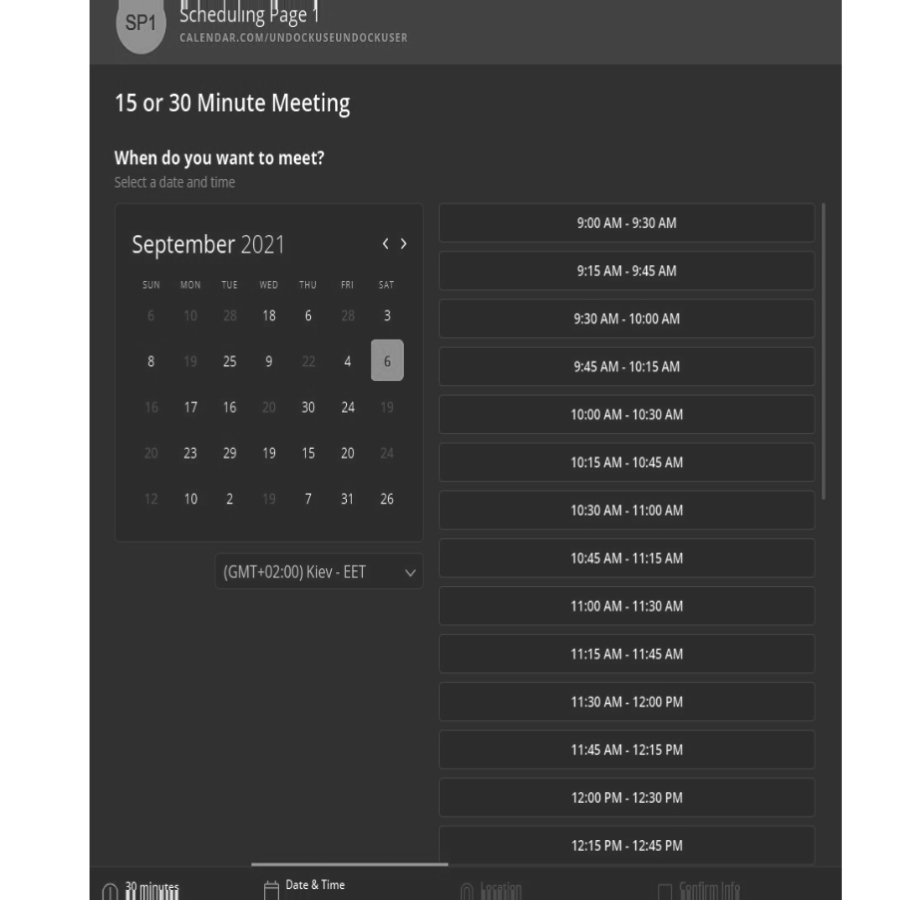 SP1
Scheduling Page 1
CALENDAR.COM/UNDOCKUSEUNDOCKUSER
15 or 30 Minute Meeting
When do you want to meet?
Select a date and time
September 2021
< >
SUN MON TUE WED THU FRI SAT
6 10 28 18 6 28 3
8 19 25 9 22 4 6
16 17 16 20 30 24 19
20 23 29 19 15 20 24
12 10 2 19 7 31 26
(GMT+02:00) Kiev - EET
9:00 AM - 9:30 AM
9:15 AM - 9:45 AM
9:30 AM - 10:00 AM
9:45 AM - 10:15 AM
10:00 AM - 10:30 AM
10:15 AM - 10:45 AM
10:30 AM - 11:00 AM
10:45 AM - 11:15 AM
11:00 AM - 11:30 AM
11:15 AM - 11:45 AM
11:30 AM - 12:00 PM
11:45 AM - 12:15 PM
12:00 PM - 12:30 PM
12:15 PM - 12:45 PM
30 minutes
Date & Time
Location
Confirm Info